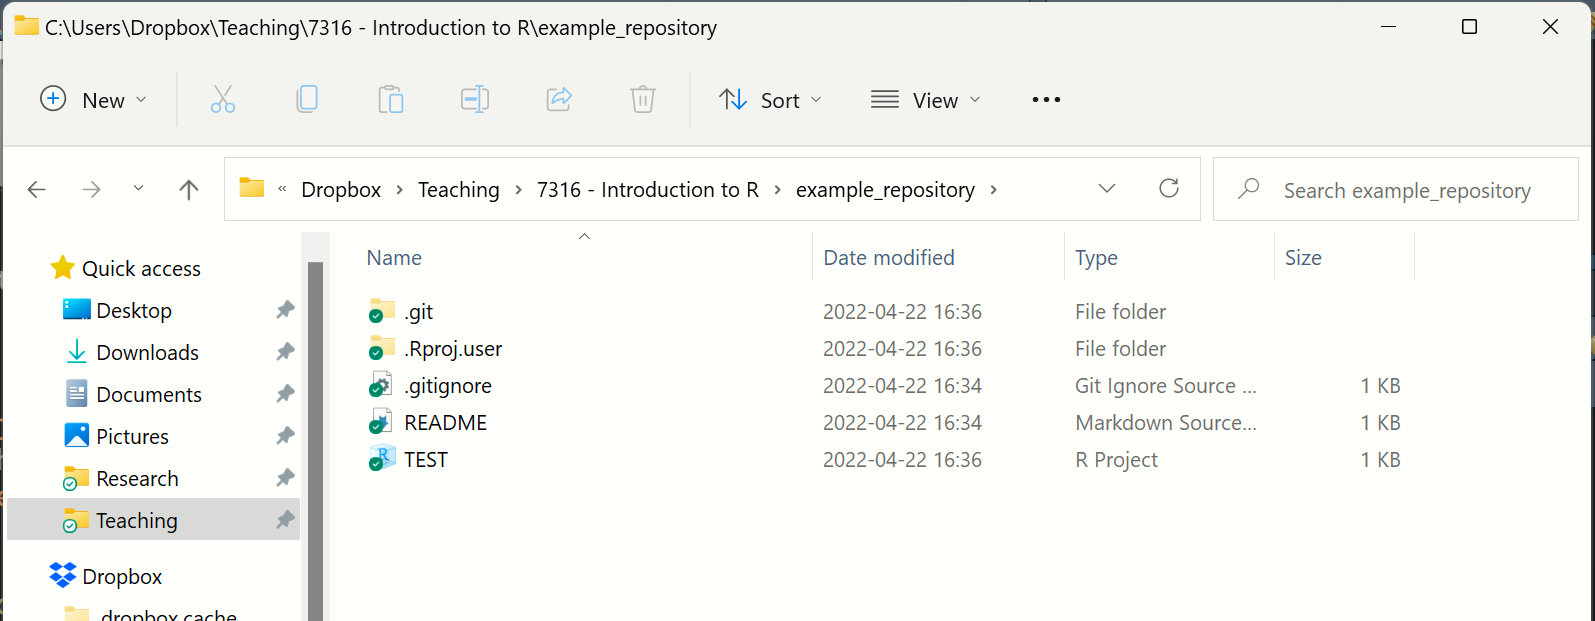 C:\Users\Dropbox\Teaching\7316 - Introduction to R\example_repository
New Sort View
« Dropbox › Teaching › 7316 - Introduction to R › example_repository › Search example_repository
Name Date modified Type Size
Quick access
Desktop
Downloads
Documents
Pictures
Research
Teaching
Dropbox
.dropbox.cache
.git 2022-04-22 16:36 File folder
.Rproj.user 2022-04-22 16:36 File folder
.gitignore 2022-04-22 16:34 Git Ignore Source ... 1 KB
README 2022-04-22 16:34 Markdown Source... 1 KB
TEST 2022-04-22 16:36 R Project 1 KB